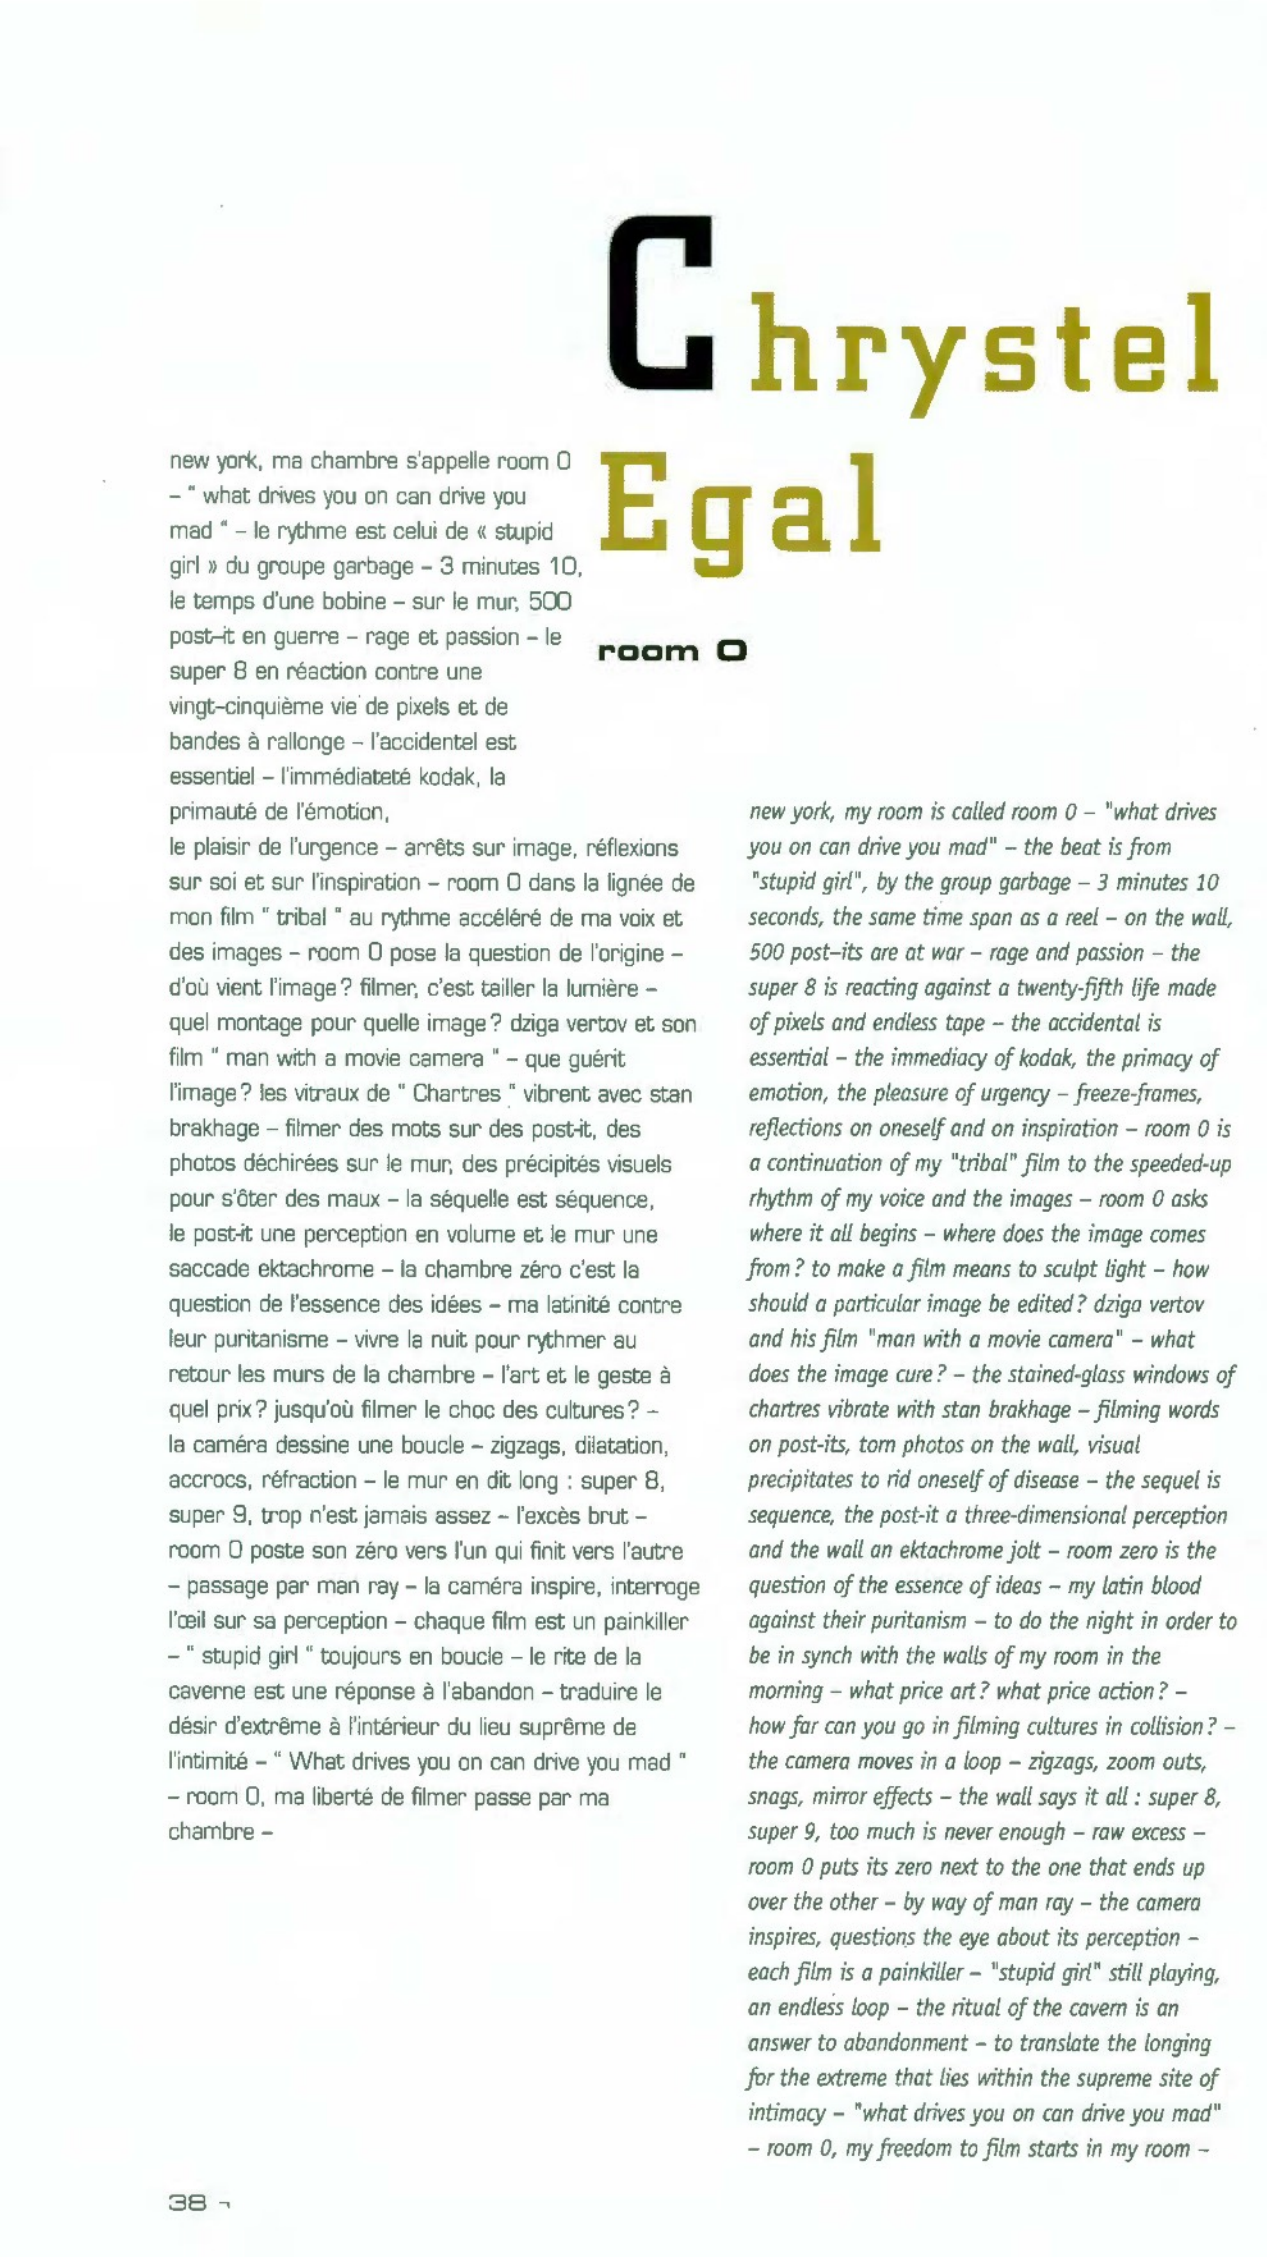 Chrystel
Egal
room 0
new york, ma chambre s'appelle room 0
– " what drives you on can drive you
mad " – le rythme est celui de « stupid
girl » du groupe garbage – 3 minutes 10,
le temps d'une bobine – sur le mur, 500
post-it en guerre – rage et passion – le
super 8 en réaction contre une
vingt-cinquième vie de pixels et de
bandes à rallonge – l'accidentel est
essentiel – l'immédiateté kodak, la
primauté de l'émotion,
le plaisir de l'urgence – arrêts sur image, réflexions
sur soi et sur l'inspiration – room 0 dans la lignée de
mon film " tribal " au rythme accéléré de ma voix et
des images – room 0 pose la question de l'origine –
d'où vient l'image ? filmer, c'est tailler la lumière –
quel montage pour quelle image ? dziga vertov et son
film " man with a movie camera " – que guérit
l'image ? les vitraux de " Chartres " vibrent avec stan
brakhage – filmer des mots sur des post-it, des
photos déchirées sur le mur, des précipités visuels
pour s'ôter des maux – la séquelle est séquence,
le post-it une perception en volume et le mur une
saccade ektachrome – la chambre zéro c'est la
question de l'essence des idées – ma latinité contre
leur puritanisme – vivre la nuit pour rythmer au
retour les murs de la chambre – l'art et le geste à
quel prix ? jusqu'où filmer le choc des cultures ? –
la caméra dessine une boucle – zigzags, dilatation,
accrocs, réfraction – le mur en dit long : super 8,
super 9, trop n'est jamais assez – l'excès brut –
room 0 poste son zéro vers l'un qui finit vers l'autre
– passage par man ray – la caméra inspire, interroge
l'œil sur sa perception – chaque film est un painkiller
– " stupid girl " toujours en boucle – le rite de la
caverne est une réponse à l'abandon – traduire le
désir d'extrême à l'intérieur du lieu suprême de
l'intimité – " What drives you on can drive you mad "
– room 0, ma liberté de filmer passe par ma
chambre –
new york, my room is called room 0 – "what drives
you on can drive you mad" – the beat is from
"stupid girl", by the group garbage – 3 minutes 10
seconds, the same time span as a reel – on the wall,
500 post-its are at war – rage and passion – the
super 8 is reacting against a twenty-fifth life made
of pixels and endless tape – the accidental is
essential – the immediacy of kodak, the primacy of
emotion, the pleasure of urgency – freeze-frames,
reflections on oneself and on inspiration – room 0 is
a continuation of my "tribal" film to the speeded-up
rhythm of my voice and the images – room 0 asks
where it all begins – where does the image comes
from ? to make a film means to sculpt light – how
should a particular image be edited ? dziga vertov
and his film "man with a movie camera" – what
does the image cure ? – the stained-glass windows of
chartres vibrate with stan brakhage – filming words
on post-its, torn photos on the wall, visual
precipitates to rid oneself of disease – the sequel is
sequence, the post-it a three-dimensional perception
and the wall an ektachrome jolt – room zero is the
question of the essence of ideas – my latin blood
against their puritanism – to do the night in order to
be in synch with the walls of my room in the
morning – what price art ? what price action ? –
how far can you go in filming cultures in collision ? –
the camera moves in a loop – zigzags, zoom outs,
snags, mirror effects – the wall says it all : super 8,
super 9, too much is never enough – raw excess –
room 0 puts its zero next to the one that ends up
over the other – by way of man ray – the camera
inspires, questions the eye about its perception –
each film is a painkiller – "stupid girl" still playing,
an endless loop – the ritual of the cavern is an
answer to abandonment – to translate the longing
for the extreme that lies within the supreme site of
intimacy – "what drives you on can drive you mad"
– room 0, my freedom to film starts in my room –
38 ¬